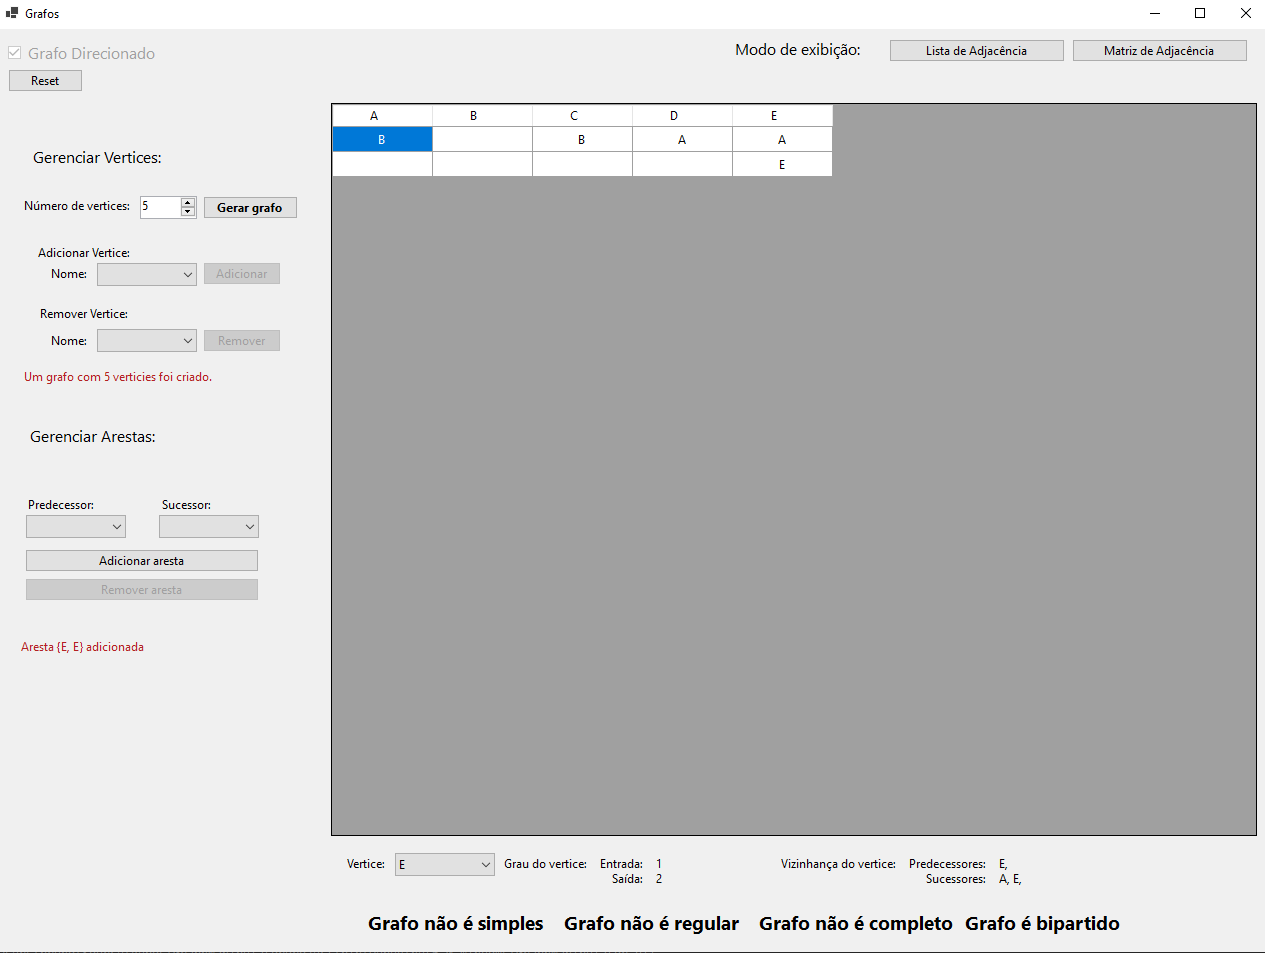 Grafos
Grafo Direcionado
Reset
Modo de exibição:
Lista de Adjacência
Matriz de Adjacência
Gerenciar Vertices:
Número de vertices: 5
Gerar grafo
Adicionar Vertice:
Nome:
Adicionar
Remover Vertice:
Nome:
Remover
Um grafo com 5 verticies foi criado.
Gerenciar Arestas:
Predecessor: Sucessor:
Adicionar aresta
Remover aresta
Aresta {E, E} adicionada
A B C D E
B B A A
E
Vertice: E Grau do vertice: Entrada: 1 Vizinhança do vertice: Predecessores: E,
Saída: 2 Sucessores: A, E,
Grafo não é simples Grafo não é regular Grafo não é completo Grafo é bipartido